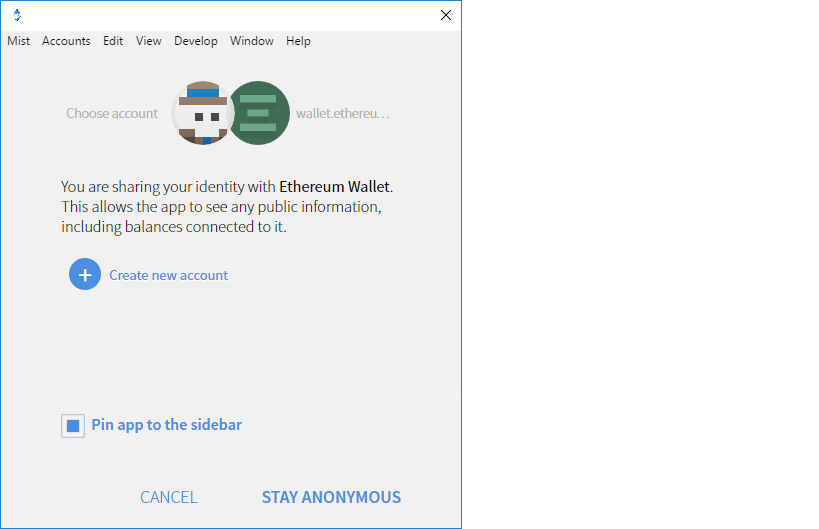 Mist Accounts Edit View Develop Window Help
Choose account
wallet.ethereu...
You are sharing your identity with Ethereum Wallet.
This allows the app to see any public information,
including balances connected to it.
Create new account
Pin app to the sidebar
CANCEL STAY ANONYMOUS